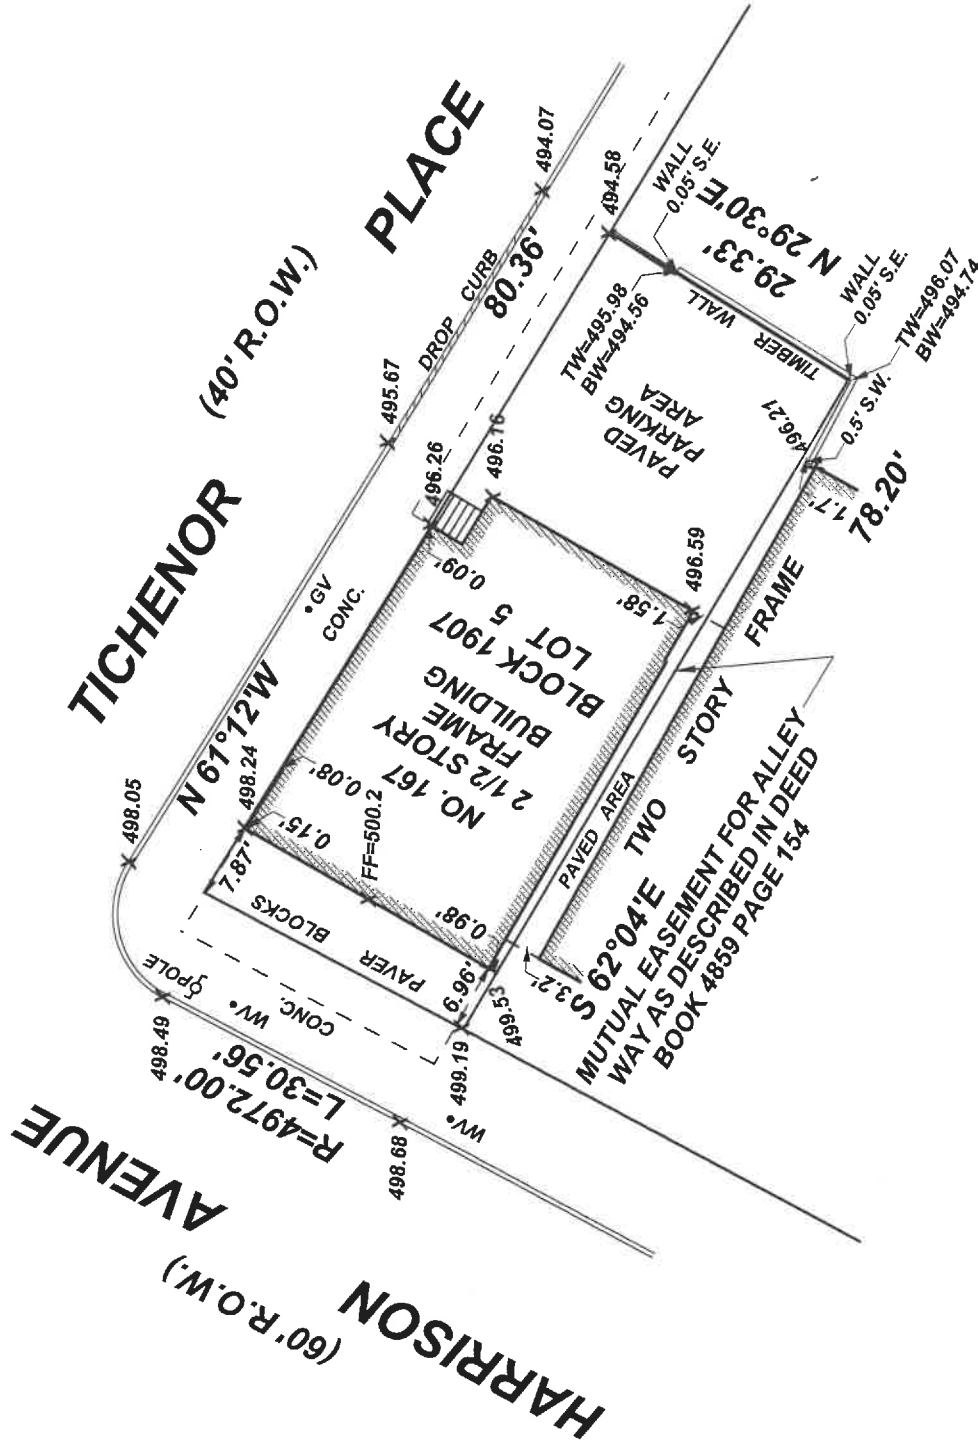 TICHENOR PLACE
(40' R.O.W.)
494.07
DROP CURB
495.67
80.36'
494.58
WALL
0.05' S.E.
N 29°30'E
29.33'
TW=495.98
BW=494.56
TIMBER WALL
WALL
0.05' S.E.
TW=496.07
BW=494.74
PAVED
PARKING
AREA
496.27
0.5' S.W.
1.7'
78.20'
496.26
496.16
496.59
GV
CONC.
N 61°12'W
498.05
498.24
0.09'
1.58'
0.08'
0.15'
0.98'
NO. 167
2 1/2 STORY
FRAME
BUILDING
BLOCK 1907
LOT 5
FF=500.2
7.87'
PAVER BLOCKS
6.96'
499.53
3.2'
PAVED AREA
TWO STORY FRAME
S 62°04'E
MUTUAL EASEMENT FOR ALLEY
WAY AS DESCRIBED IN DEED
BOOK 4859 PAGE 154
POLE
WV
CONC.
498.49
R=4972.00'
L=30.56'
499.19
WV
498.68
HARRISON AVENUE
(60' R.O.W.)